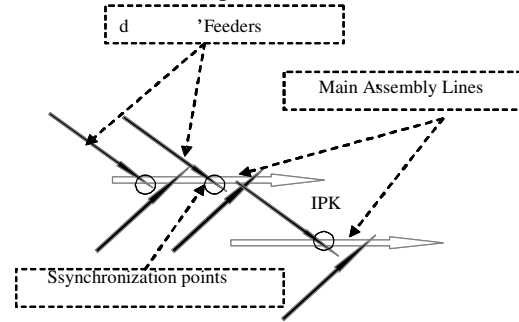 d 'Feeders
Main Assembly Lines
IPK
Ssynchronization points